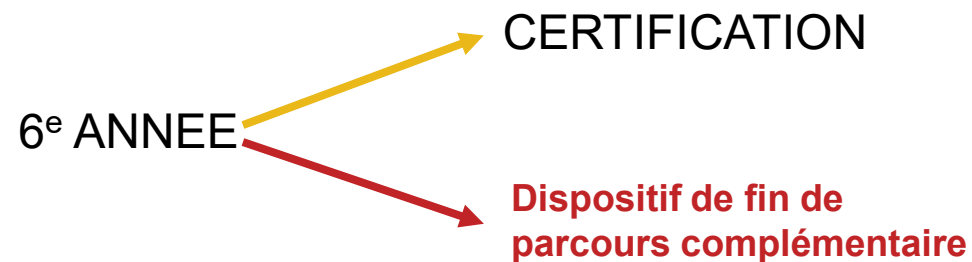 CERTIFICATION
6e ANNEE
Dispositif de fin de
parcours complémentaire